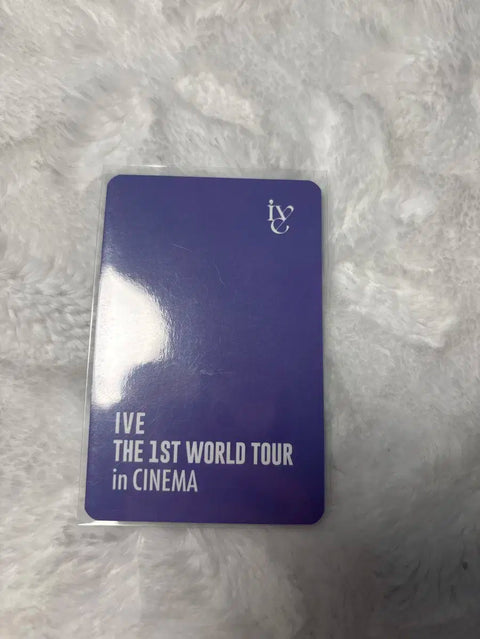 ive
IVE
THE 1ST WORLD TOUR
in CINEMA